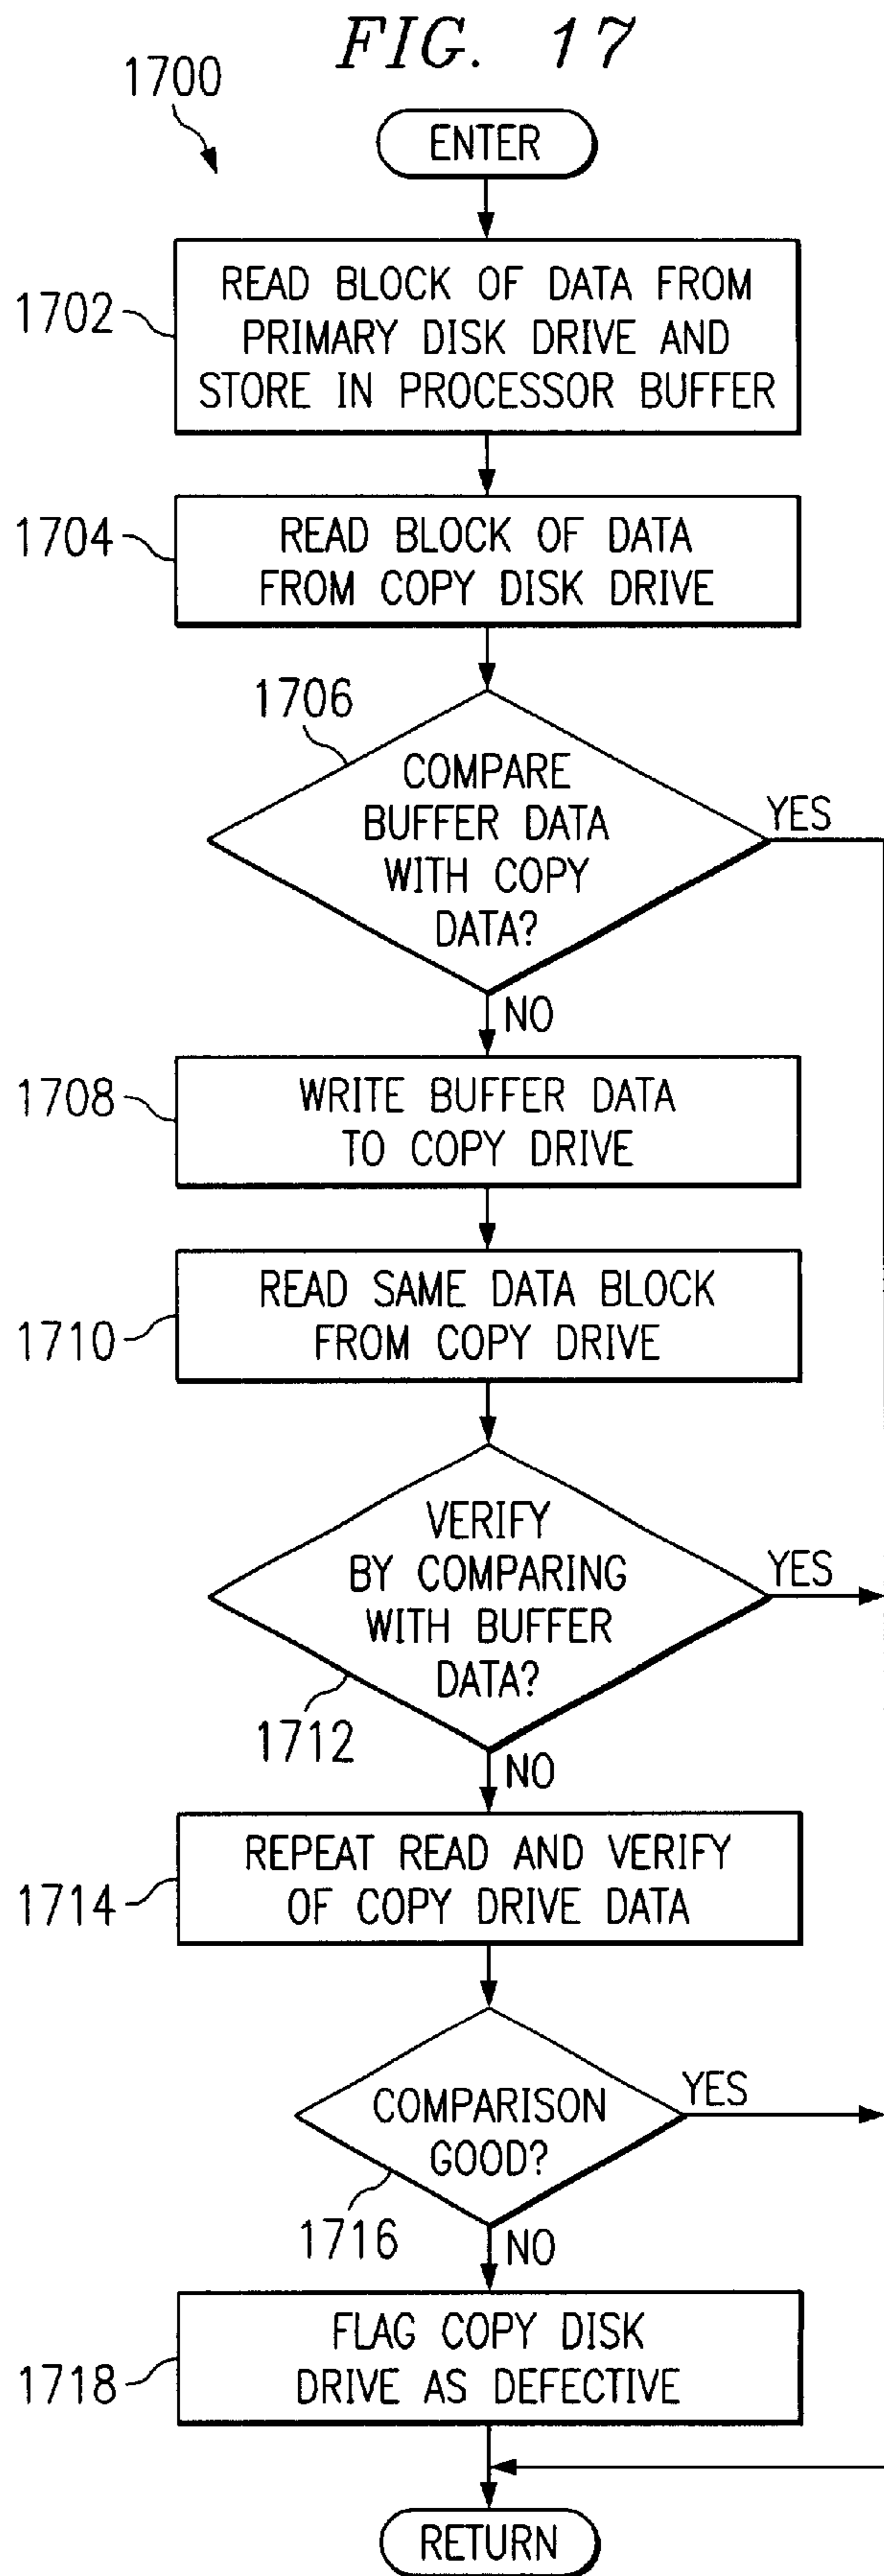 FIG. 17
1700
ENTER
1702
READ BLOCK OF DATA FROM
PRIMARY DISK DRIVE AND
STORE IN PROCESSOR BUFFER
1704
READ BLOCK OF DATA
FROM COPY DISK DRIVE
1706
COMPARE
BUFFER DATA
WITH COPY
DATA?
YES
NO
1708
WRITE BUFFER DATA
TO COPY DRIVE
1710
READ SAME DATA BLOCK
FROM COPY DRIVE
VERIFY
BY COMPARING
WITH BUFFER
DATA?
YES
1712
NO
1714
REPEAT READ AND VERIFY
OF COPY DRIVE DATA
COMPARISON
GOOD?
YES
1716
NO
1718
FLAG COPY DISK
DRIVE AS DEFECTIVE
RETURN